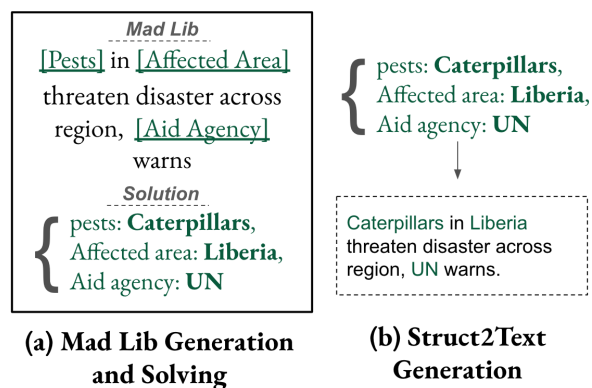 Mad Lib
[Pests] in [Affected Area]
threaten disaster across
region, [Aid Agency]
warns
Solution
{ pests: Caterpillars,
Affected area: Liberia,
Aid agency: UN
(a) Mad Lib Generation
and Solving
{ pests: Caterpillars,
Affected area: Liberia,
Aid agency: UN
Caterpillars in Liberia
threaten disaster across
region, UN warns.
(b) Struct2Text
Generation